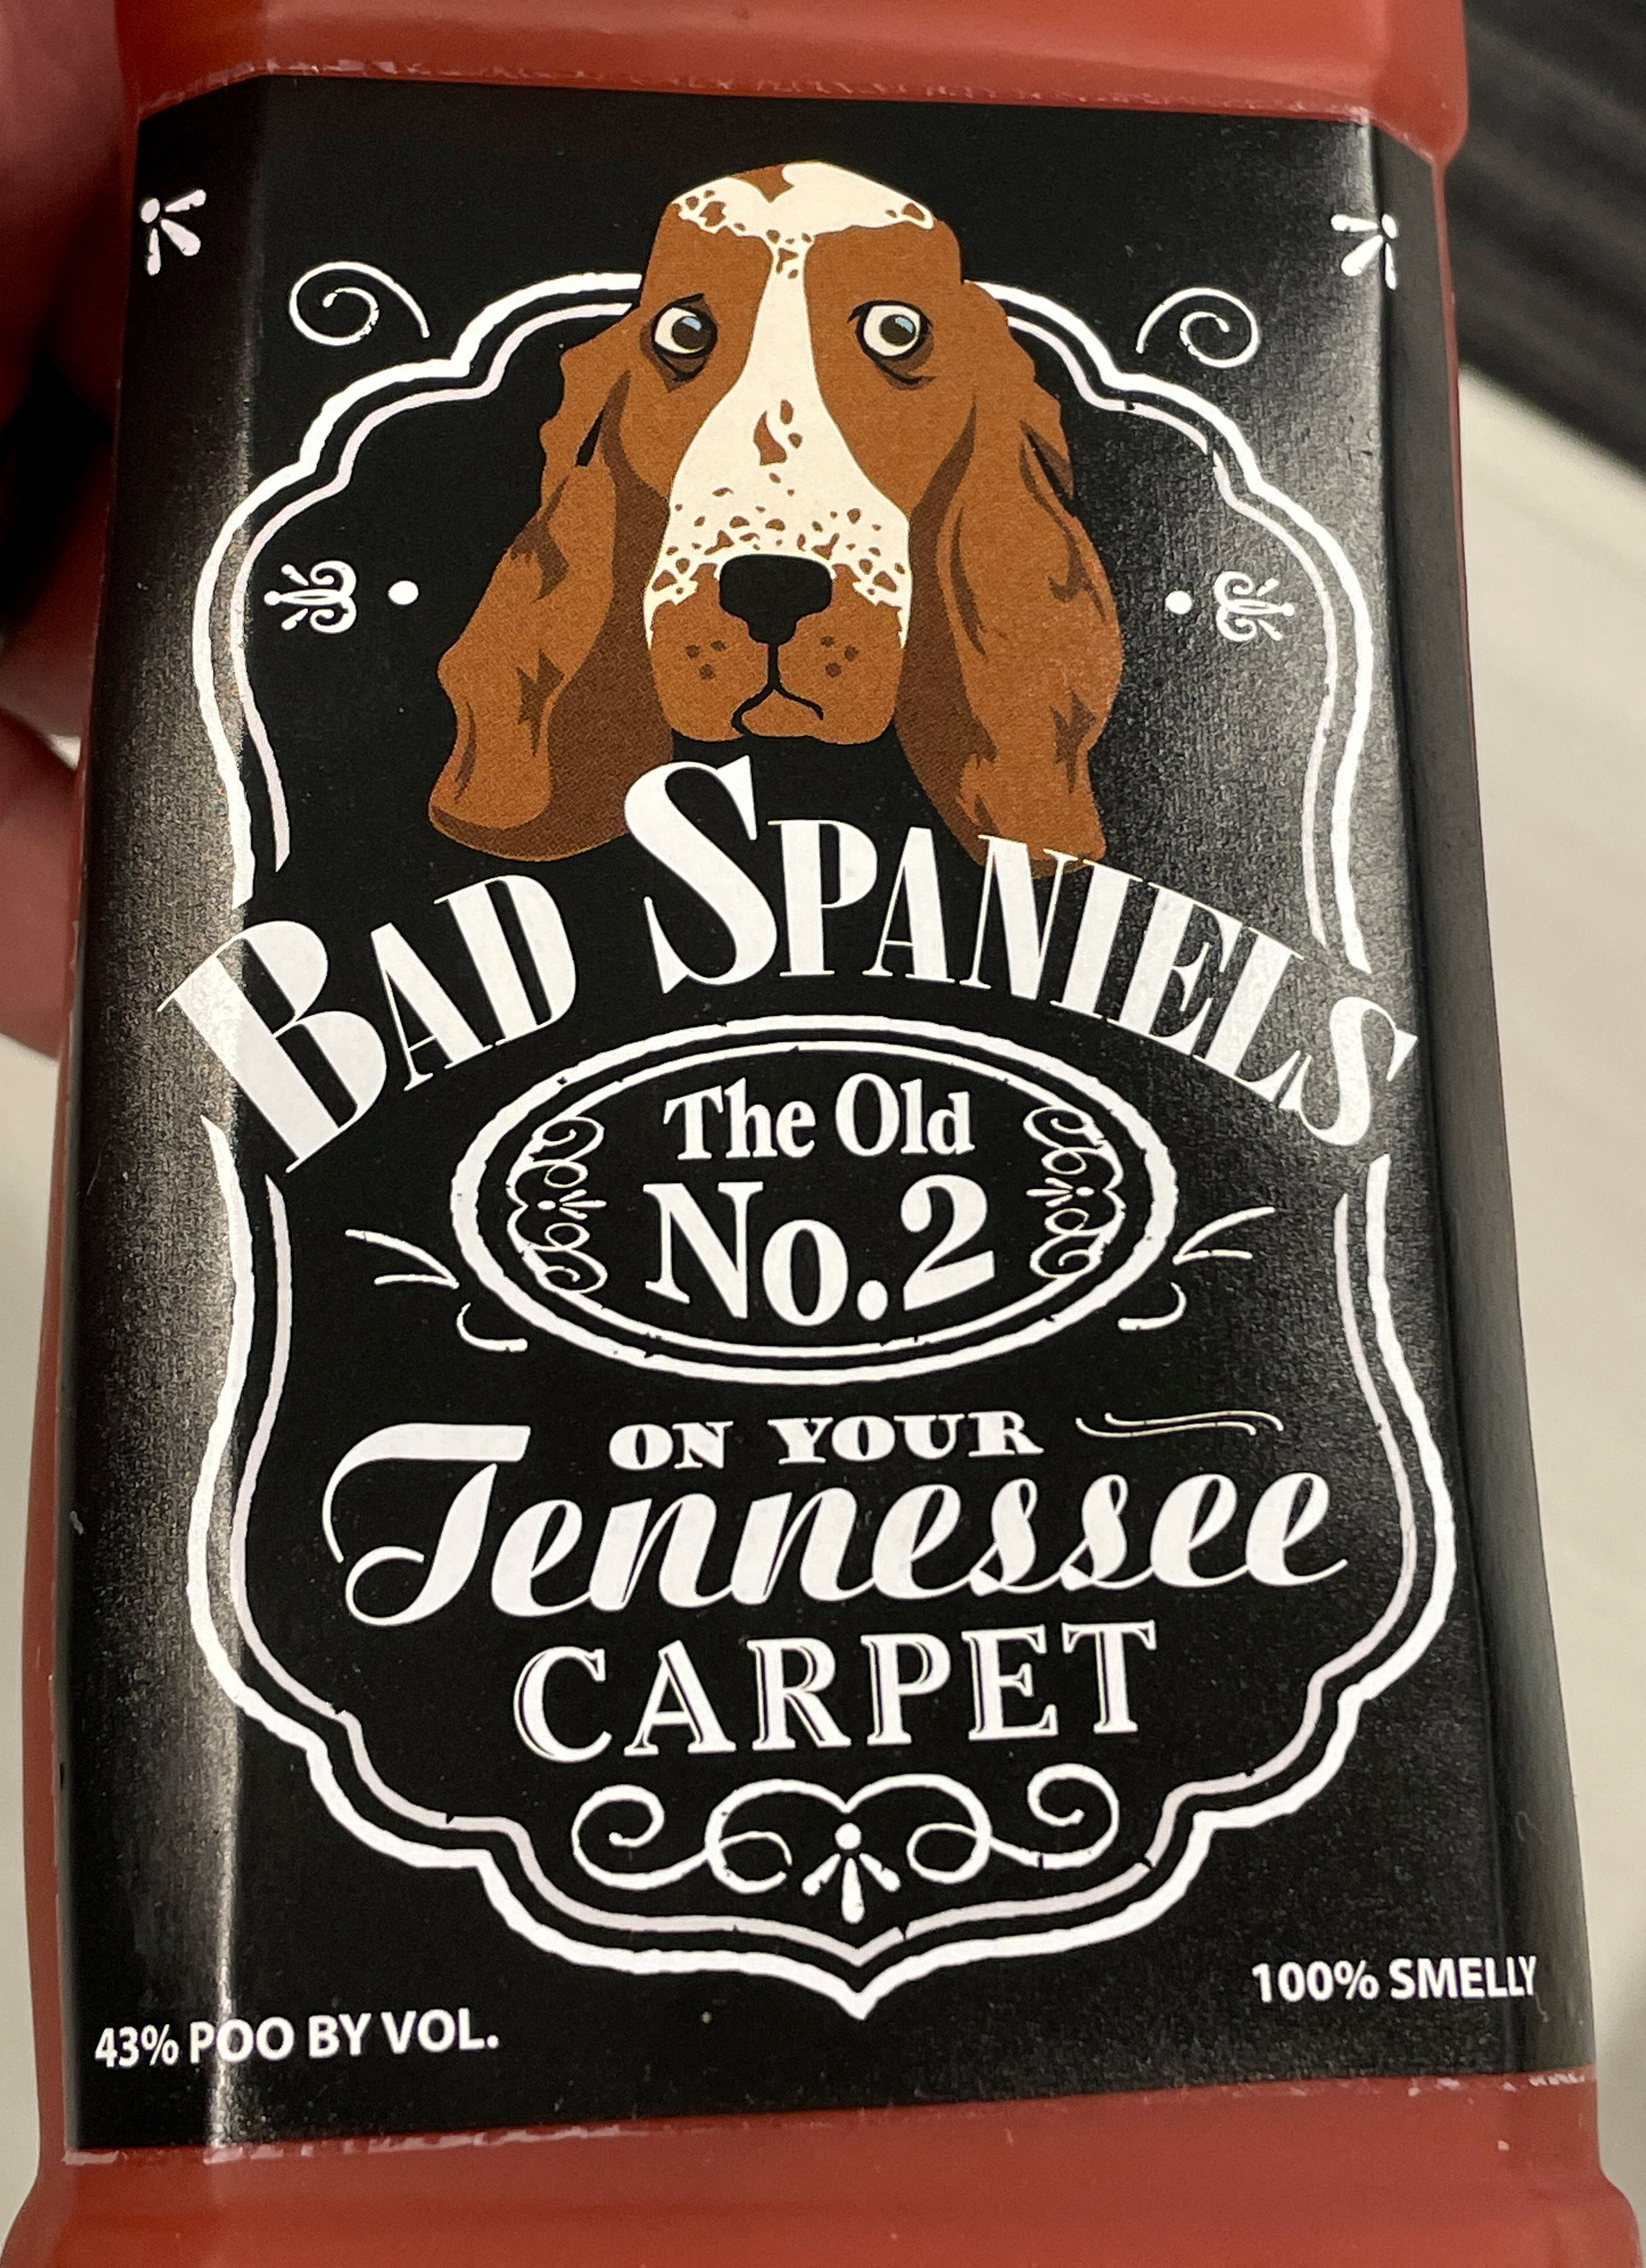 BAD SPANIELS
The Old
No.2
ON YOUR
Tennessee
CARPET
43% POO BY VOL.
100% SMELLY